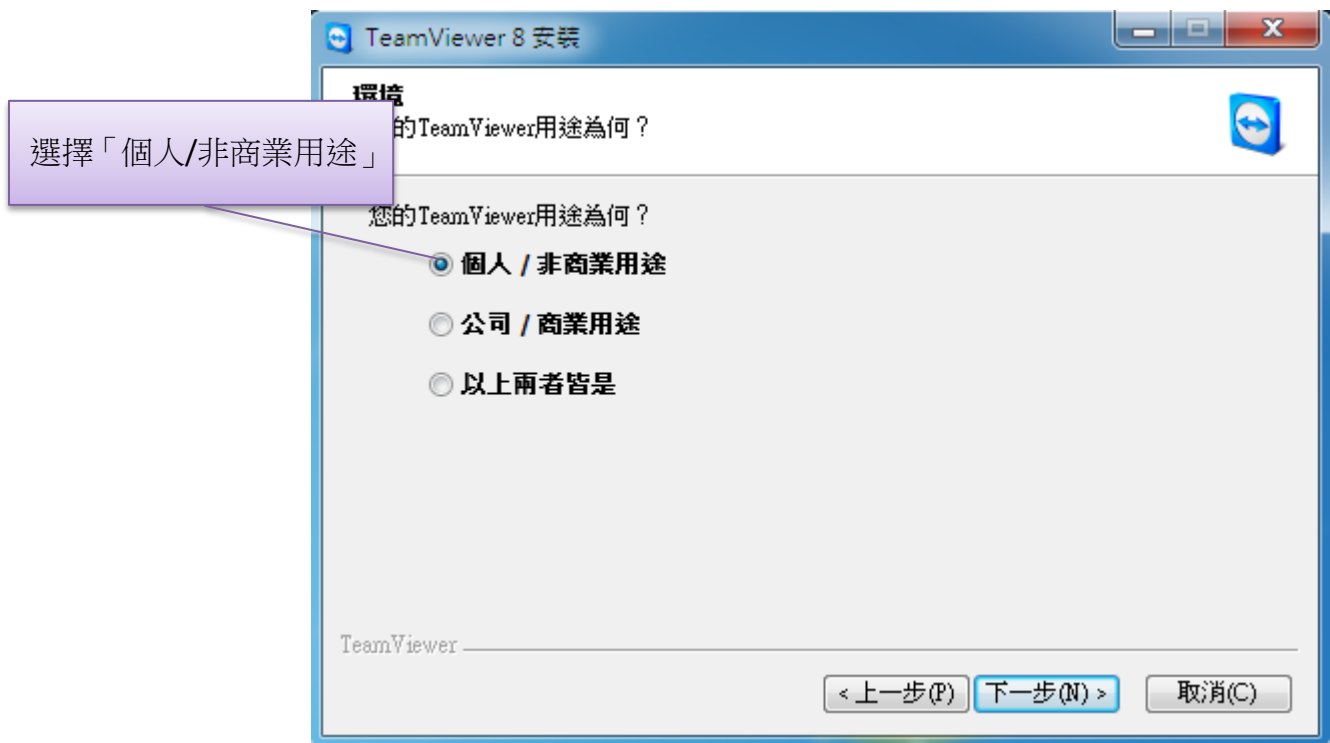 TeamViewer 8 安裝
環境
的TeamViewer用途為何？
選擇「個人/非商業用途」
您的TeamViewer用途為何？
個人 / 非商業用途
公司 / 商業用途
以上兩者皆是
TeamViewer
<上一步(P) 下一步(N) > 取消(C)